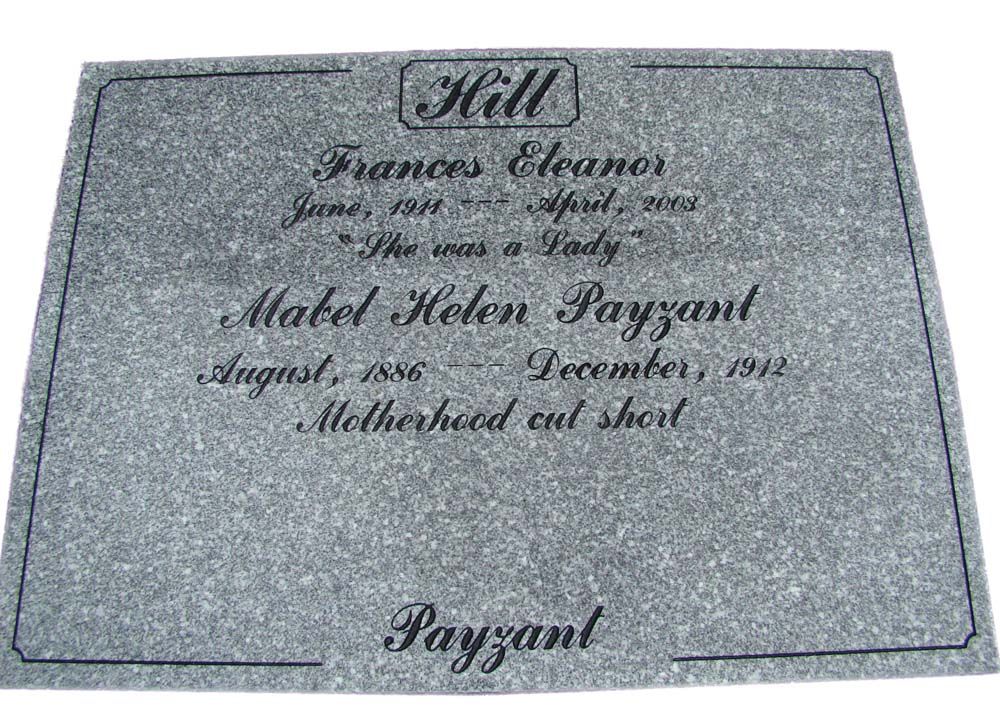 Hill
Frances Eleanor
June, 1911 --- April, 2003
"She was a Lady"
Mabel Helen Payzant
August, 1886 --- December, 1912
Motherhood cut short
Payzant